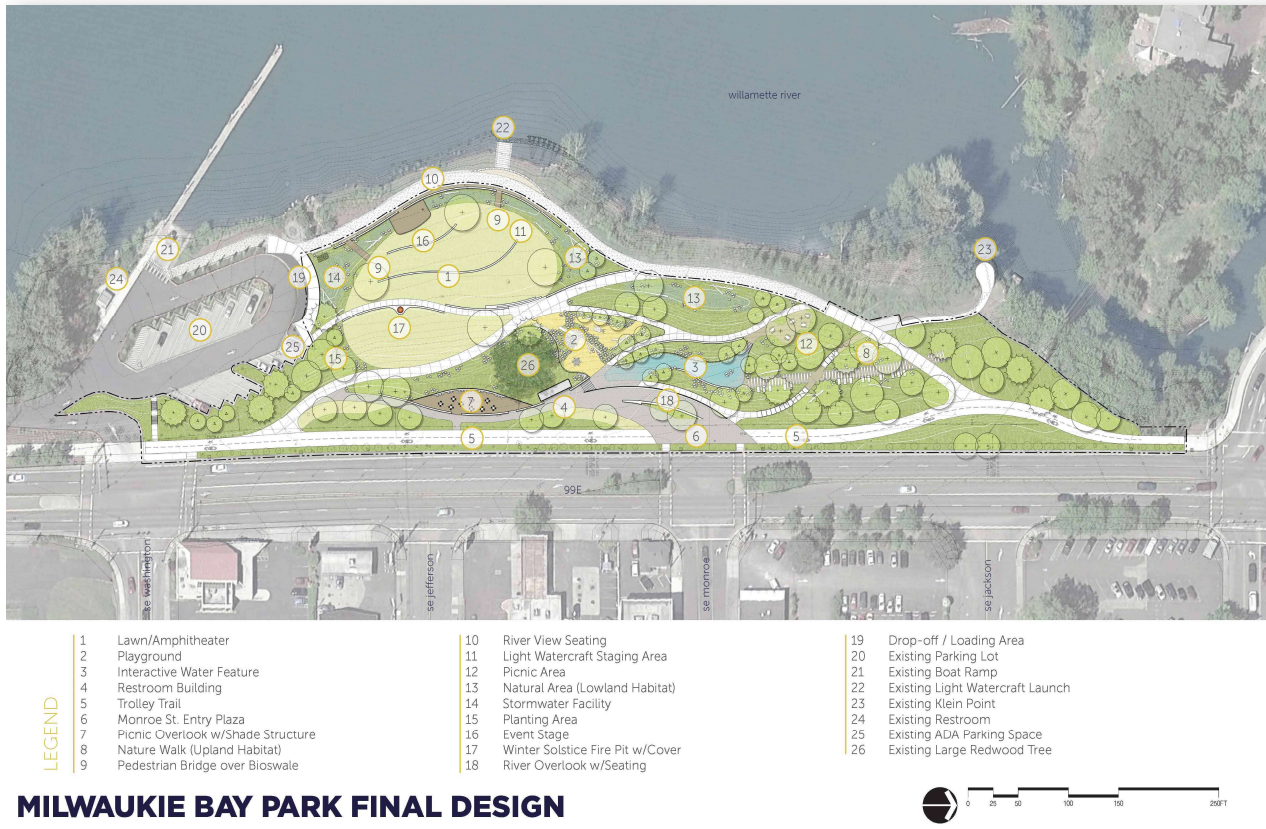 willamette river
22
10
9
11
16
21
13
23
24
19
14
9
1
20
17
13
2
12
25
15
26
3
8
7
4
18
5
6
5
99E
se washington
se jefferson
se monroe
se jackson
LEGEND
1 Lawn/Amphitheater
2 Playground
3 Interactive Water Feature
4 Restroom Building
5 Trolley Trail
6 Monroe St. Entry Plaza
7 Picnic Overlook w/Shade Structure
8 Nature Walk (Upland Habitat)
9 Pedestrian Bridge over Bioswale
10 River View Seating
11 Light Watercraft Staging Area
12 Picnic Area
13 Natural Area (Lowland Habitat)
14 Stormwater Facility
15 Planting Area
16 Event Stage
17 Winter Solstice Fire Pit w/Cover
18 River Overlook w/Seating
19 Drop-off / Loading Area
20 Existing Parking Lot
21 Existing Boat Ramp
22 Existing Light Watercraft Launch
23 Existing Klein Point
24 Existing Restroom
25 Existing ADA Parking Space
26 Existing Large Redwood Tree
MILWAUKIE BAY PARK FINAL DESIGN
0 25 50 100 150 250FT